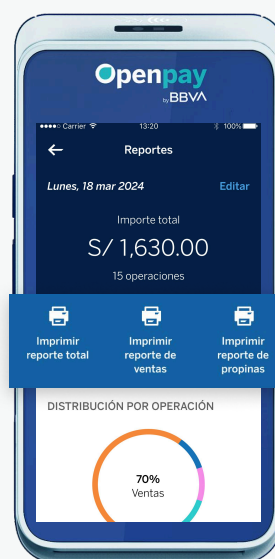 Openpay
by BBVA
Carrier 13:20 100%
Reportes
Lunes, 18 mar 2024 Editar
Importe total
S/ 1,630.00
15 operaciones
Imprimir reporte total
Imprimir reporte de ventas
Imprimir reporte de propinas
DISTRIBUCIÓN POR OPERACIÓN
70%
Ventas